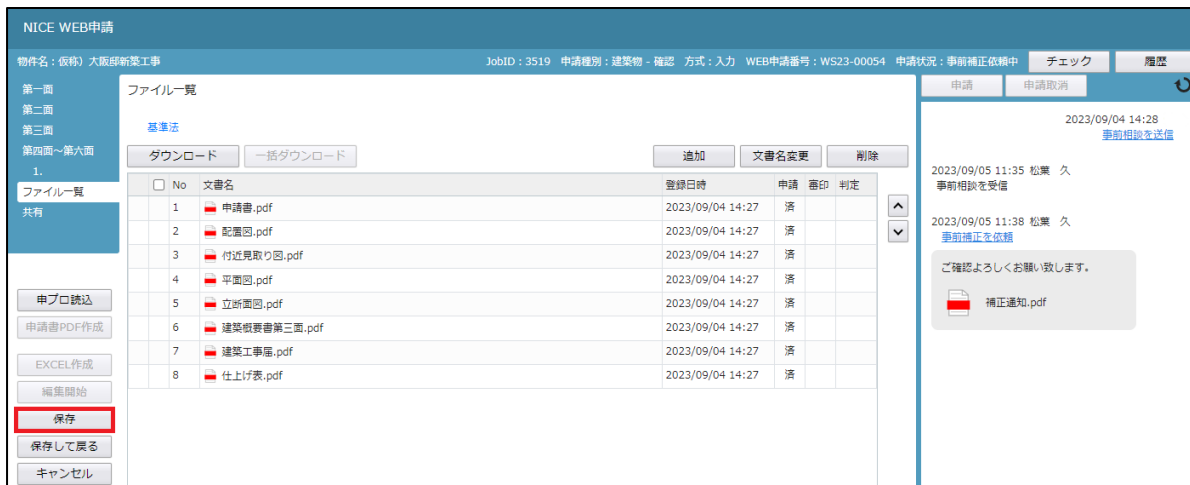 NICE WEB申請
物件名：仮称）大阪邸新築工事 JobID：3519 申請種別：建築物 - 確認 方式：入力 WEB申請番号：WS23-00054 申請状況：事前補正依頼中 チェック 履歴
第一面
第二面
第三面
第四面～第六面
1.
ファイル一覧
共有
申プロ読込
申請書PDF作成
EXCEL作成
編集開始
保存
保存して戻る
キャンセル
ファイル一覧
基準法
ダウンロード 一括ダウンロード 追加 文書名変更 削除
No 文書名 登録日時 申請 審印 判定
1 申請書.pdf 2023/09/04 14:27 済
2 配置図.pdf 2023/09/04 14:27 済
3 付近見取り図.pdf 2023/09/04 14:27 済
4 平面図.pdf 2023/09/04 14:27 済
5 立断面図.pdf 2023/09/04 14:27 済
6 建築概要書第三面.pdf 2023/09/04 14:27 済
7 建築工事届.pdf 2023/09/04 14:27 済
8 仕上げ表.pdf 2023/09/04 14:27 済
申請 申請取消
2023/09/04 14:28
事前相談を送信
2023/09/05 11:35 松葉 久
事前相談を受信
2023/09/05 11:38 松葉 久
事前補正を依頼
ご確認よろしくお願い致します。
補正通知.pdf